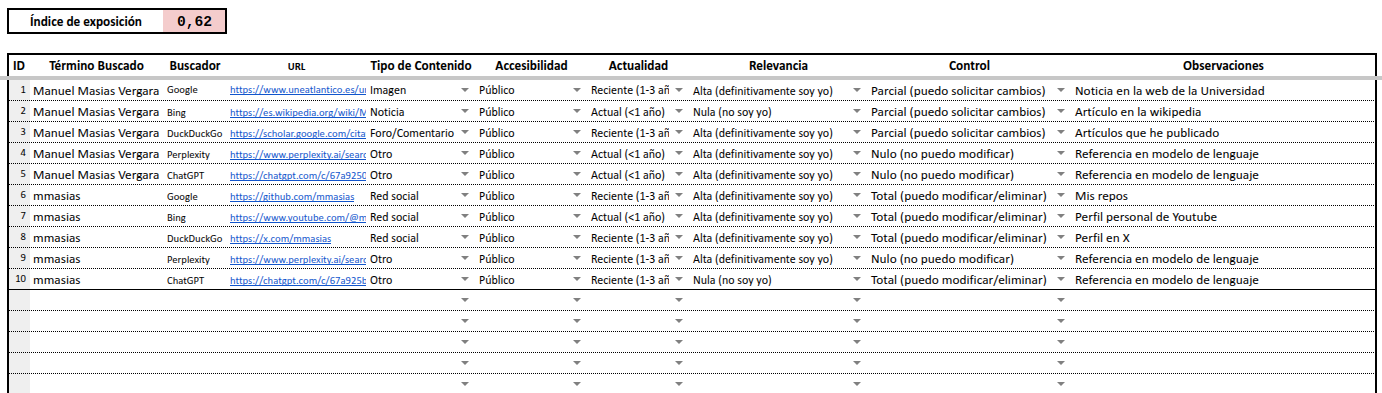 Índice de exposición 0,62
ID Término Buscado Buscador URL Tipo de Contenido Accesibilidad Actualidad Relevancia Control Observaciones
1 Manuel Masias Vergara Google https://www.uneatlantico.es/u Imagen Público Reciente (1-3 añ Alta (definitivamente soy yo) Parcial (puedo solicitar cambios) Noticia en la web de la Universidad
2 Manuel Masias Vergara Bing https://es.wikipedia.org/wiki/M Noticia Público Actual (<1 año) Nula (no soy yo) Parcial (puedo solicitar cambios) Artículo en la wikipedia
3 Manuel Masias Vergara DuckDuckGo https://scholar.google.com/cita Foro/Comentario Público Reciente (1-3 añ Alta (definitivamente soy yo) Parcial (puedo solicitar cambios) Artículos que he publicado
4 Manuel Masias Vergara Perplexity https://www.perplexity.ai/searc Otro Público Actual (<1 año) Alta (definitivamente soy yo) Nulo (no puedo modificar) Referencia en modelo de lenguaje
5 Manuel Masias Vergara ChatGPT https://chatgpt.com/c/67a9250 Otro Público Actual (<1 año) Alta (definitivamente soy yo) Nulo (no puedo modificar) Referencia en modelo de lenguaje
6 mmasias Google https://github.com/mmasias Red social Público Reciente (1-3 añ Alta (definitivamente soy yo) Total (puedo modificar/eliminar) Mis repos
7 mmasias Bing https://www.youtube.com/@m Red social Público Actual (<1 año) Alta (definitivamente soy yo) Total (puedo modificar/eliminar) Perfil personal de Youtube
8 mmasias DuckDuckGo https://x.com/mmasias Red social Público Reciente (1-3 añ Alta (definitivamente soy yo) Total (puedo modificar/eliminar) Perfil en X
9 mmasias Perplexity https://www.perplexity.ai/searc Otro Público Reciente (1-3 añ Alta (definitivamente soy yo) Nulo (no puedo modificar) Referencia en modelo de lenguaje
10 mmasias ChatGPT https://chatgpt.com/c/67a925b Otro Público Reciente (1-3 añ Nula (no soy yo) Total (puedo modificar/eliminar) Referencia en modelo de lenguaje